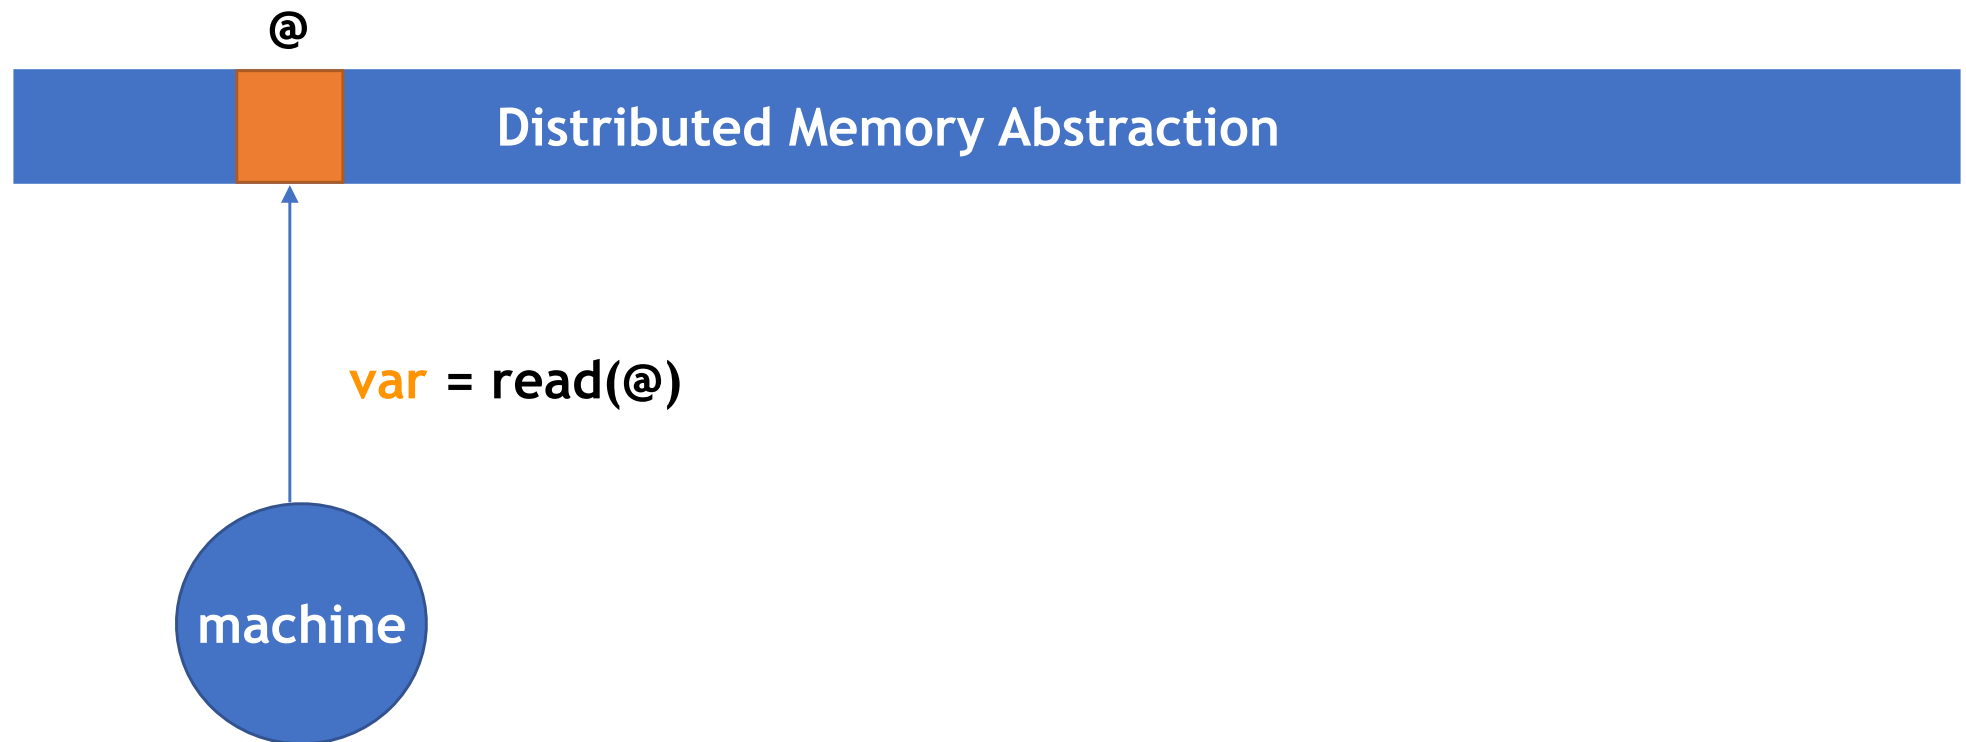 @
Distributed Memory Abstraction
var = read(@)
machine